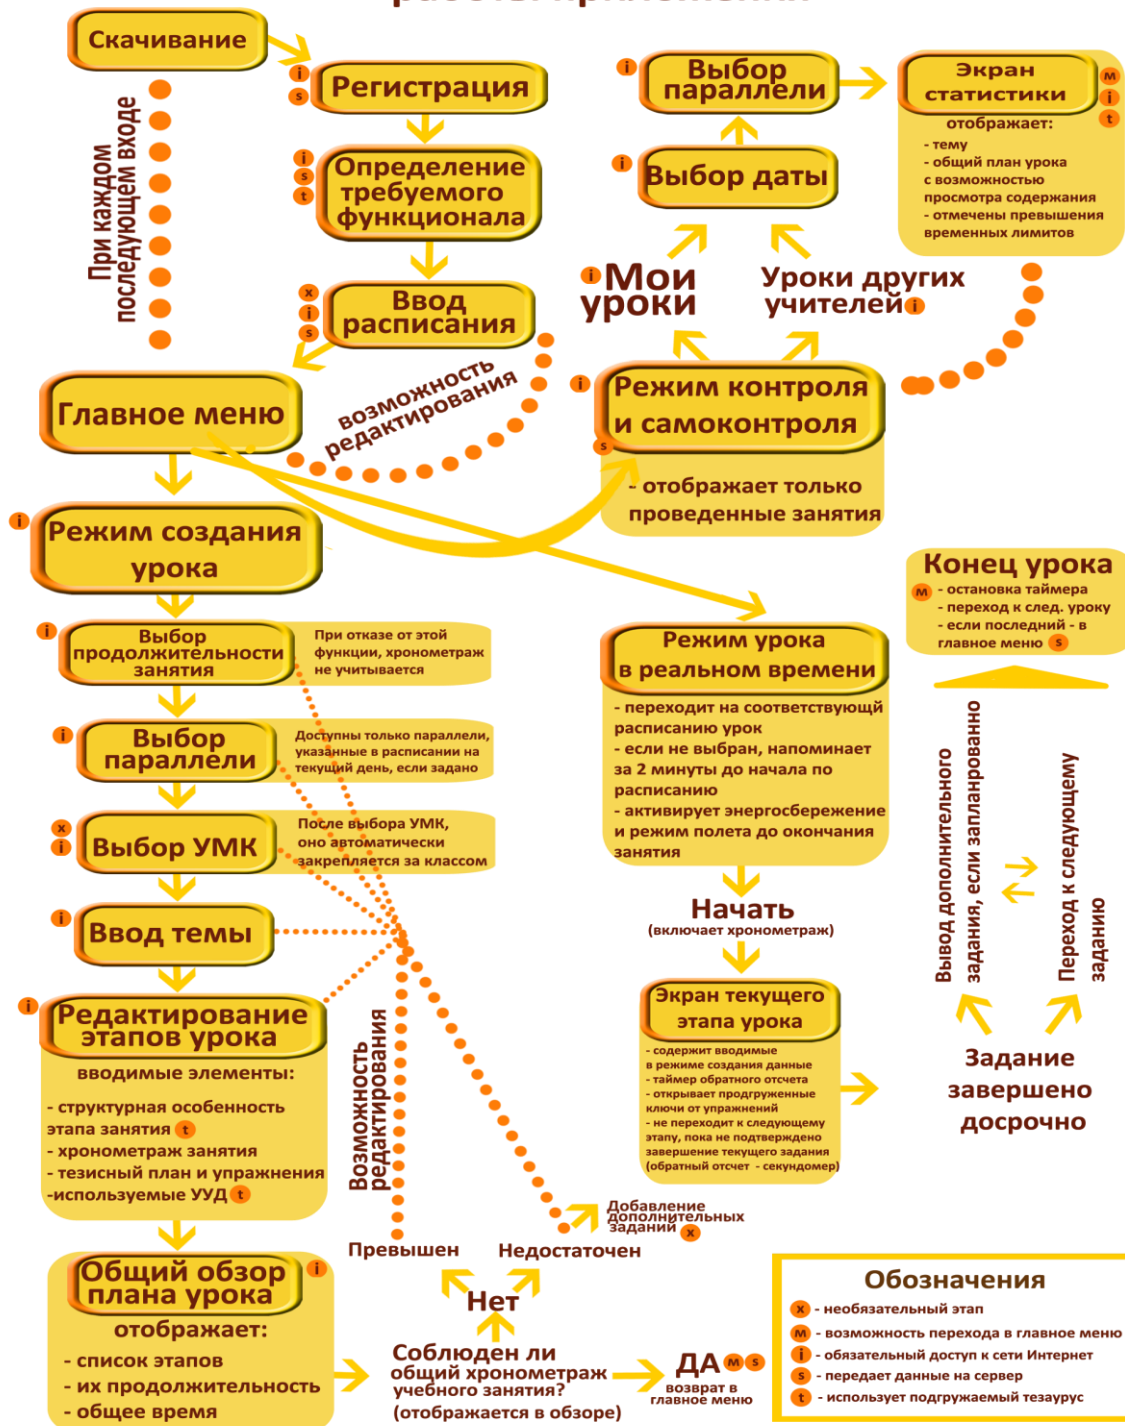 работы приложения
Скачивание
При каждом
последующем входе
i
s
Регистрация
i
s
t
Определение
требуемого
функционала
x
i
s
Ввод
расписания
возможность
редактирования
Главное меню
i
Выбор
параллели
i
Выбор даты
Экран
статистики
m
i
t
отображает:
- тему
- общий план урока
с возможностью
просмотра содержания
- отмечены превышения
временных лимитов
i Мои
уроки
Уроки других
учителей i
i
s
Режим контроля
и самоконтроля
- отображает только
проведенные занятия
i
Режим создания
урока
i
Выбор
продолжительности
занятия
При отказе от этой
функции, хронометраж
не учитывается
i
Выбор
параллели
Доступны только параллели,
указанные в расписании на
текущий день, если задано
x
i
Выбор УМК
После выбора УМК,
оно автоматически
закрепляется за классом
i
Ввод темы
i
Редактирование
этапов урока
вводимые элементы:
- структурная особенность
этапа занятия t
- хронометраж занятия
- тезисный план и упражнения
-используемые УУД t
Общий обзор
плана урока
i
отображает:
- список этапов
- их продолжительность
- общее время
Соблюден ли
общий хронометраж
учебного занятия?
(отображается в обзоре)
Нет
Превышен
Недостаточен
Возможность
редактирования
Добавление
дополнительных
заданий x
ДА m s
возврат в
главное меню
Режим урока
в реальном времени
- переходит на соответствующй
расписанию урок
- если не выбран, напоминает
за 2 минуты до начала по
расписанию
- активирует энергосбережение
и режим полета до окончания
занятия
Начать
(включает хронометраж)
Экран текущего
этапа урока
- содержит вводимые
в режиме создания данные
- таймер обратного отсчета
- открывает продгруженные
ключи от упражнений
- не переходит к следующему
этапу, пока не подтверждено
завершение текущего задания
(обратный отсчет - секундомер)
Задание
завершено
досрочно
Вывод дополнительного
задания, если запланированно
Переход к следующему
заданию
Конец урока
m - остановка таймера
- переход к след. уроку
- если последний - в
главное меню s
Обозначения
x - необязательный этап
m - возможность перехода в главное меню
i - обязательный доступ к сети Интернет
s - передает данные на сервер
t - использует подгружаемый тезаурус